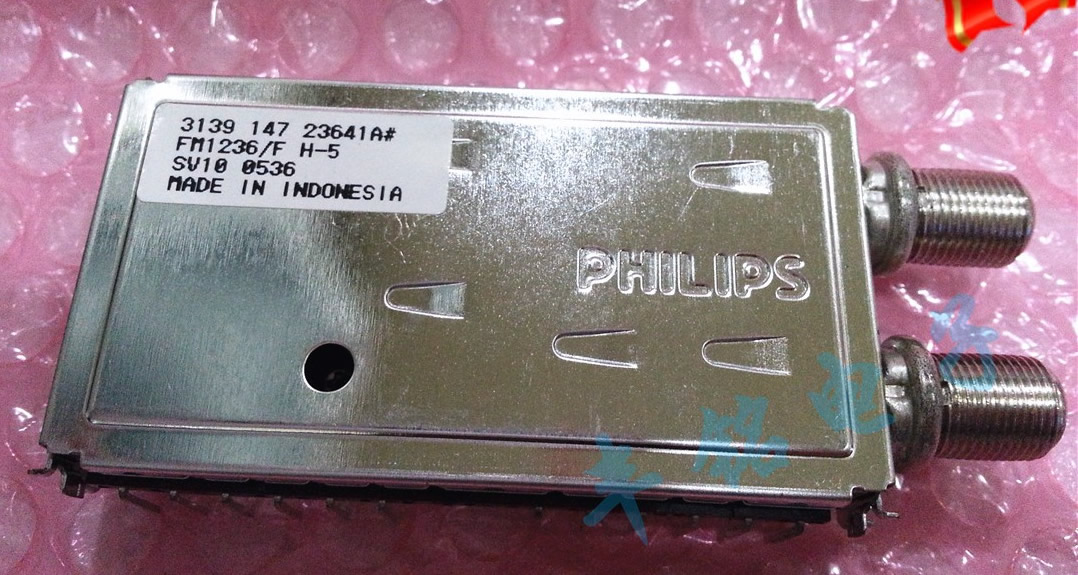 3139 147 23641A#
FM1236/F H-5
SV10 0536
MADE IN INDONESIA
PHILIPS